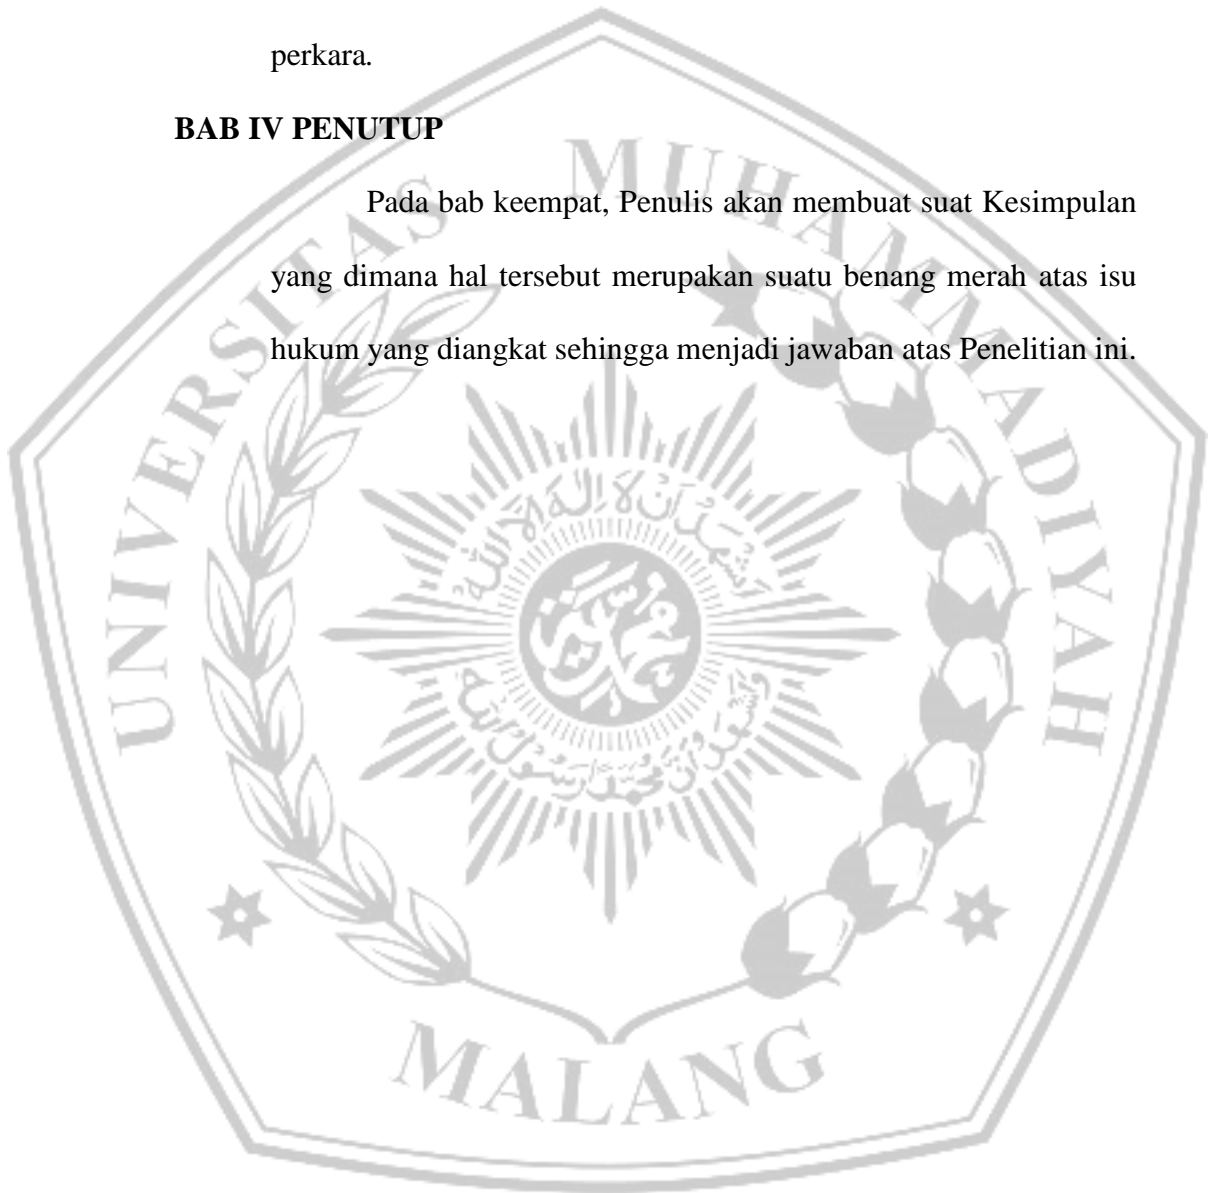 perkara.
BAB IV PENUTUP
Pada bab keempat, Penulis akan membuat suat Kesimpulan
yang dimana hal tersebut merupakan suatu benang merah atas isu
hukum yang diangkat sehingga menjadi jawaban atas Penelitian ini.
UNIVERSITAS MUHAMMADIYAH
MALANG